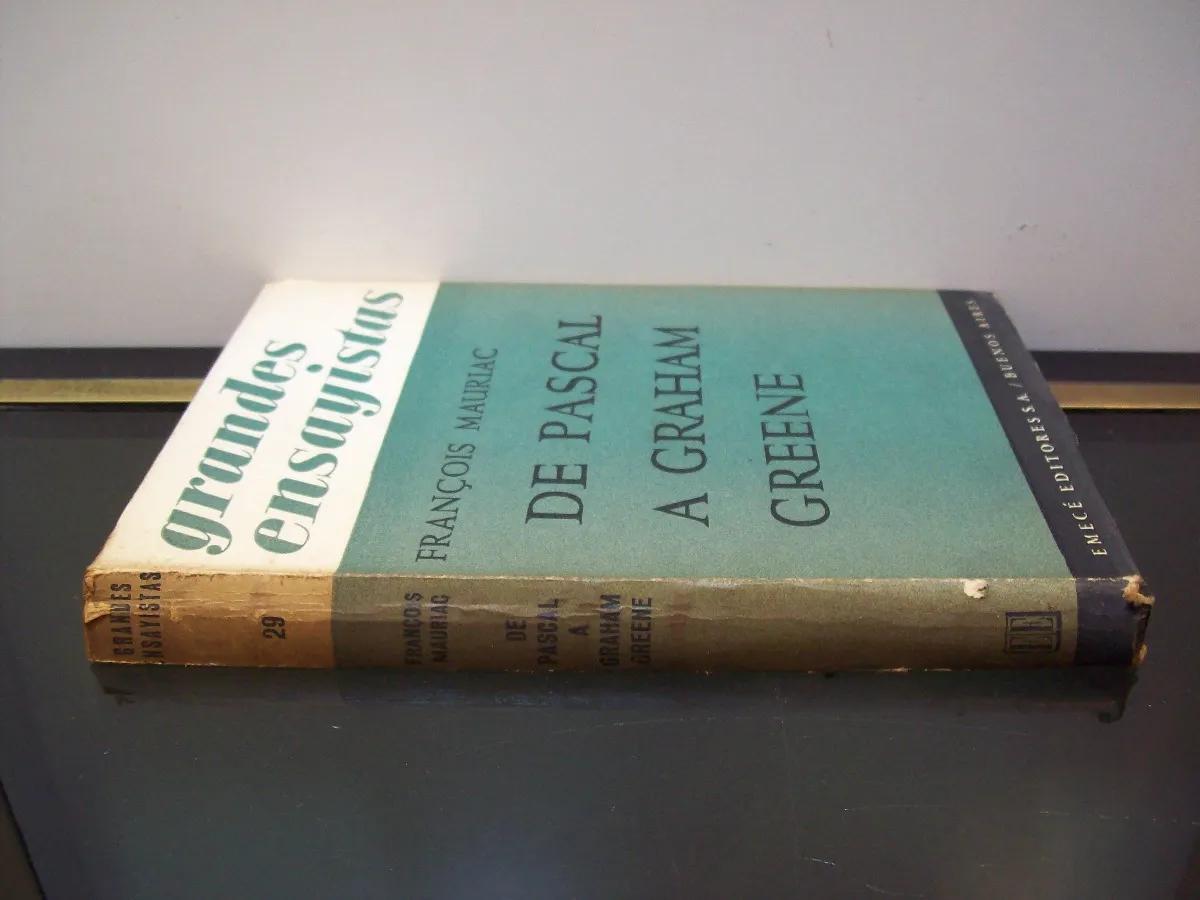 grandes
ensayistas
FRANÇOIS MAURIAC
DE PASCAL
A GRAHAM
GREENE
EMECÉ EDITORES S.A. / BUENOS AIRES
GRANDES
ENSAYISTAS
29
FRANCOIS
MAURIAC
DE
PASCAL
A
GRAHAM
GREENE